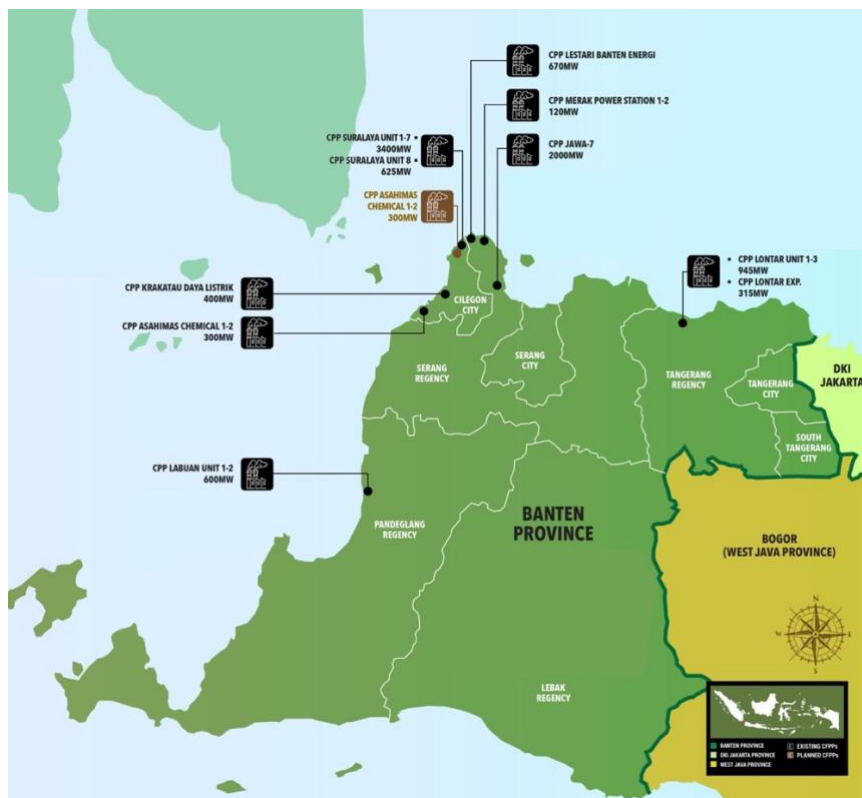 CPP LESTARI BANTEN ENERGI
670MW
CPP MERAK POWER STATION 1-2
120MW
CPP SURALAYA UNIT 1-7 •
3400MW
CPP SURALAYA UNIT 8 •
625MW
CPP JAWA-7
2000MW
CPP ASAHIMAS
CHEMICAL 1-2
300MW
• CPP LONTAR UNIT 1-3
945MW
• CPP LONTAR EXP.
315MW
CPP KRAKATAU DAYA LISTRIK
400MW
CILEGON
CITY
CPP ASAHIMAS CHEMICAL 1-2
300MW
SERANG
REGENCY
SERANG
CITY
TANGERANG
REGENCY
TANGERANG
CITY
DKI
JAKARTA
SOUTH
TANGERANG
CITY
CPP LABUAN UNIT 1-2
600MW
PANDEGLANG
REGENCY
BANTEN
PROVINCE
BOGOR
(WEST JAVA PROVINCE)
N
W
E
S
LEBAK
REGENCY
BANTEN PROVINCE
DKI JAKARTA PROVINCE
WEST JAVA PROVINCE
EXISTING CFPPs
PLANNED CFPPs